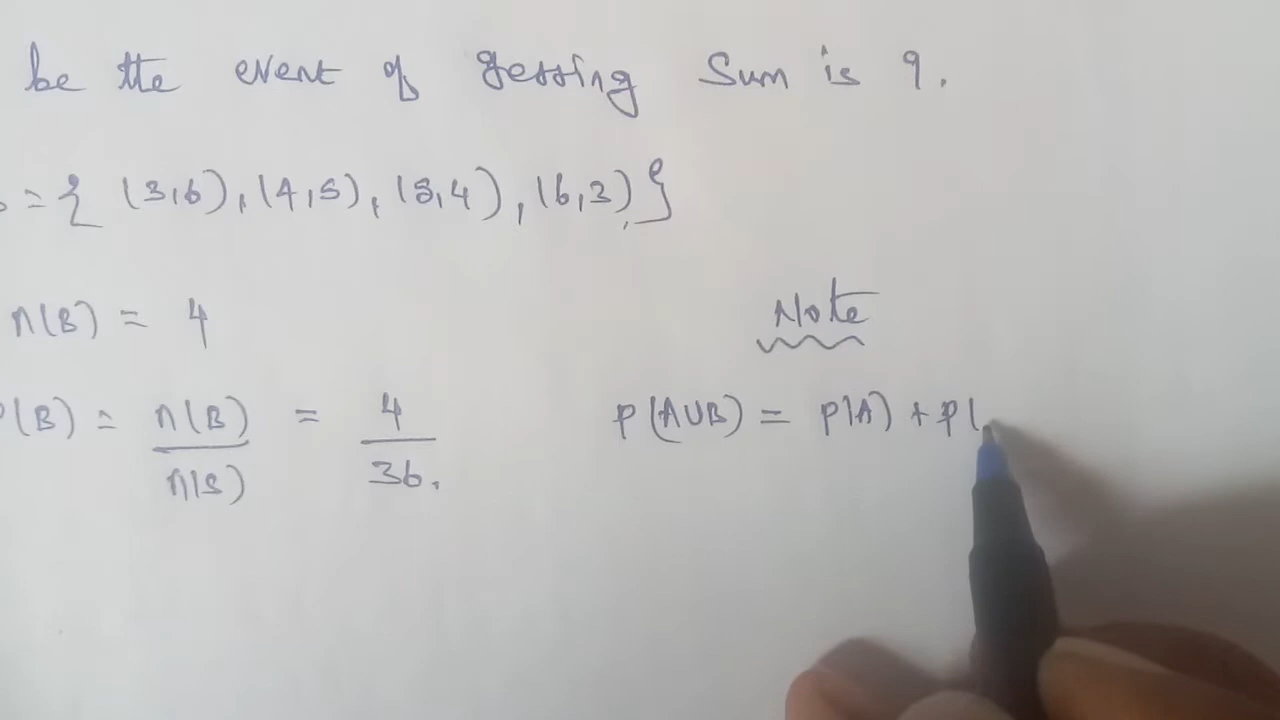 be the event of getting Sum is 9.
= { (3,6), (4,5), (5,4), (6,3) }
n(B) = 4
Note
P(B) = n(B)/n(S) = 4/36.
P(A∪B) = P(A) + P(